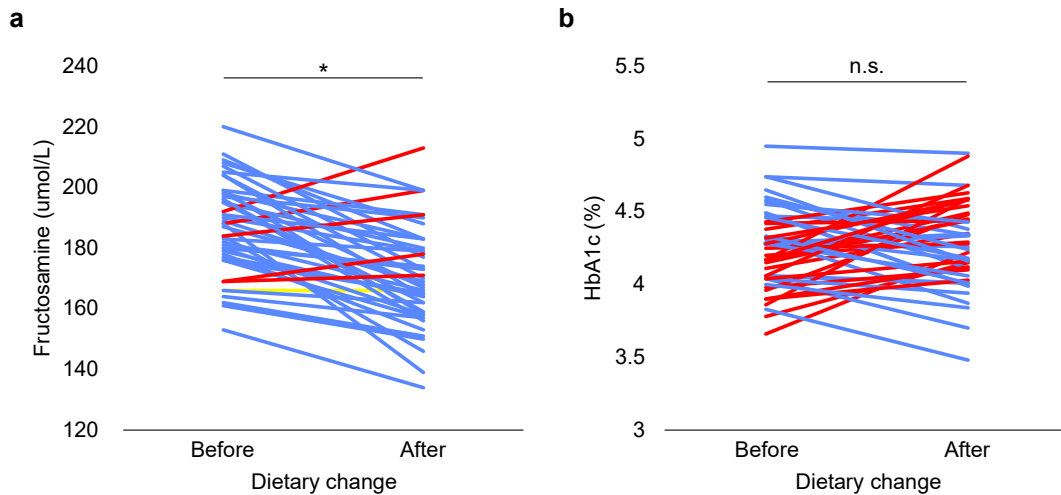 a
Fructosamine (umol/L)
240
220
200
180
160
140
120
*
Before
After
Dietary change
b
HbA1c (%)
5.5
5
4.5
4
3.5
3
n.s.
Before
After
Dietary change